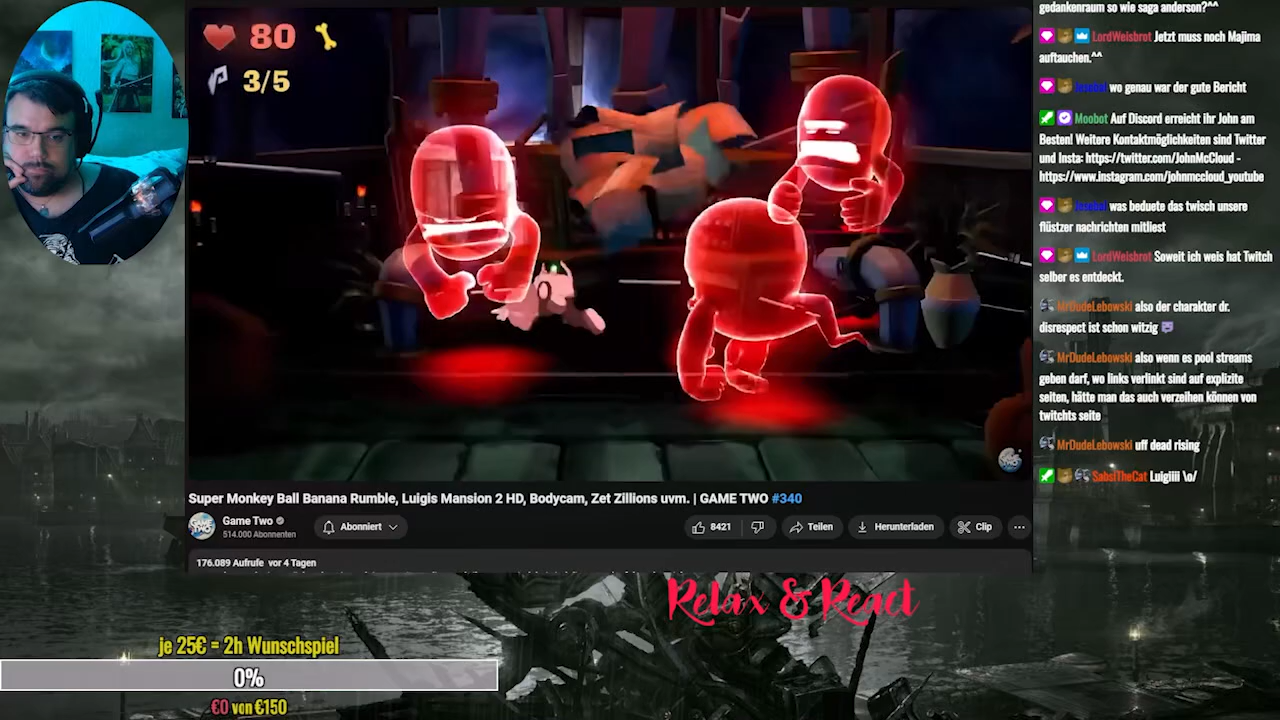 80
3/5
Super Monkey Ball Banana Rumble, Luigis Mansion 2 HD, Bodycam, Zet Zillions uvm. | GAME TWO #340
Game Two
514.000 Abonnenten
Abonniert
8421
Teilen
Herunterladen
Clip
176.089 Aufrufe vor 4 Tagen
Relax & React
je 25€ = 2h Wunschspiel
0%
€0 von €150
gedankenraum so wie saga anderson?^^
LordWeisbrot Jetzt muss noch Majima
auftauchen.^^
wo genau war der gute Bericht
Moobot Auf Discord erreicht ihr John am
Besten! Weitere Kontaktmöglichkeiten sind Twitter
und Insta: https://twitter.com/JohnMcCloud -
https://www.instagram.com/johnmccloud_youtube
was beduete das twisch unsere
flüstzer nachrichten mitliest
LordWeisbrot Soweit ich weis hat Twitch
selber es entdeckt.
MrDudeLebowski also der charakter dr.
disrespect ist schon witzig
MrDudeLebowski also wenn es pool streams
geben darf, wo links verlinkt sind auf explizite
seiten, hätte man das auch verzeihen können von
twitchts seite
MrDudeLebowski uff dead rising
SabsiTheCat Luigiiii \o/